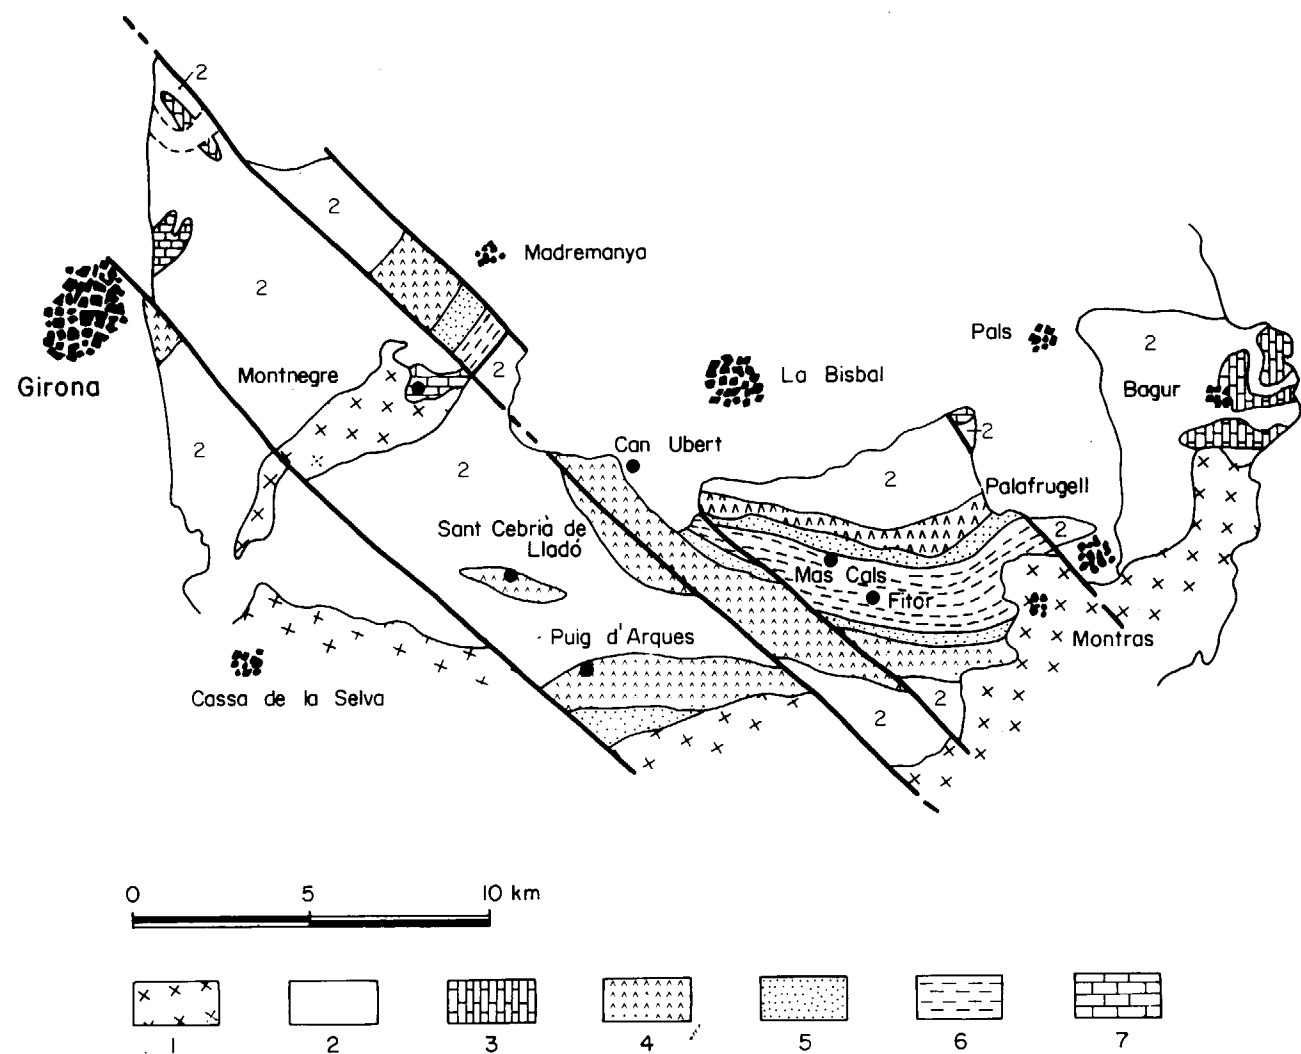 2
2
Madremanya
2
Pals
2
Girona
Montnegre
2
La Bisbal
Bagur
2
Can Ubert
2
2
2
Palafrugell
Sant Cebrià de
Lladó
2
Mas Cals
Fitor
Puig d'Arques
Montras
Cassa de la Selva
2
2
0 5 10 km
1 2 3 4 5 6 7